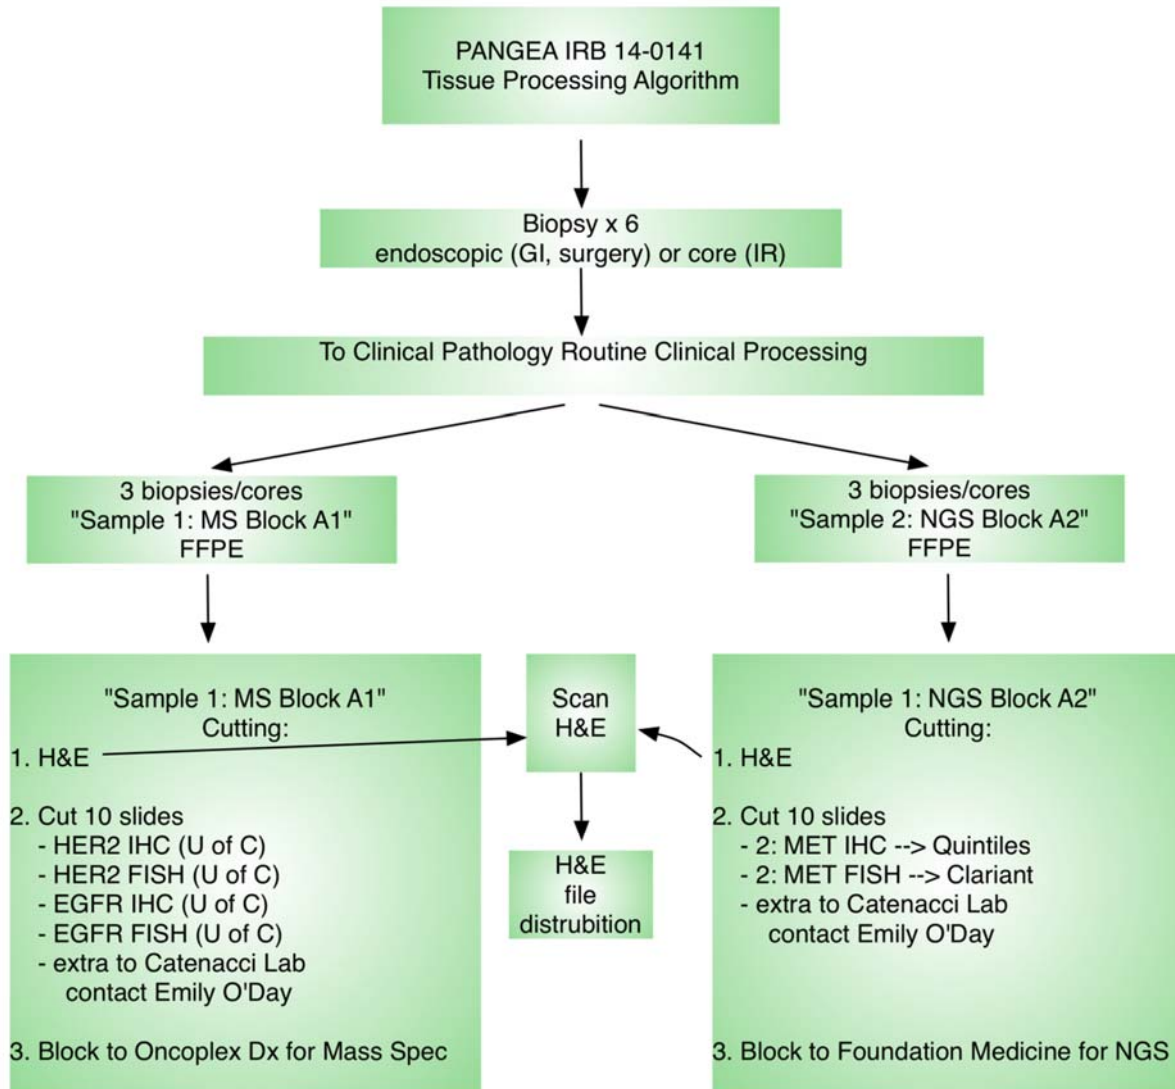 PANGEA IRB 14-0141
Tissue Processing Algorithm
Biopsy x 6
endoscopic (GI, surgery) or core (IR)
To Clinical Pathology Routine Clinical Processing
3 biopsies/cores
"Sample 1: MS Block A1"
FFPE
3 biopsies/cores
"Sample 2: NGS Block A2"
FFPE
"Sample 1: MS Block A1"
Cutting:
1. H&E
2. Cut 10 slides
- HER2 IHC (U of C)
- HER2 FISH (U of C)
- EGFR IHC (U of C)
- EGFR FISH (U of C)
- extra to Catenacci Lab
contact Emily O'Day
3. Block to Oncoplex Dx for Mass Spec
Scan
H&E
H&E
file
distrubition
"Sample 1: NGS Block A2"
Cutting:
1. H&E
2. Cut 10 slides
- 2: MET IHC --> Quintiles
- 2: MET FISH --> Clariant
- extra to Catenacci Lab
contact Emily O'Day
3. Block to Foundation Medicine for NGS